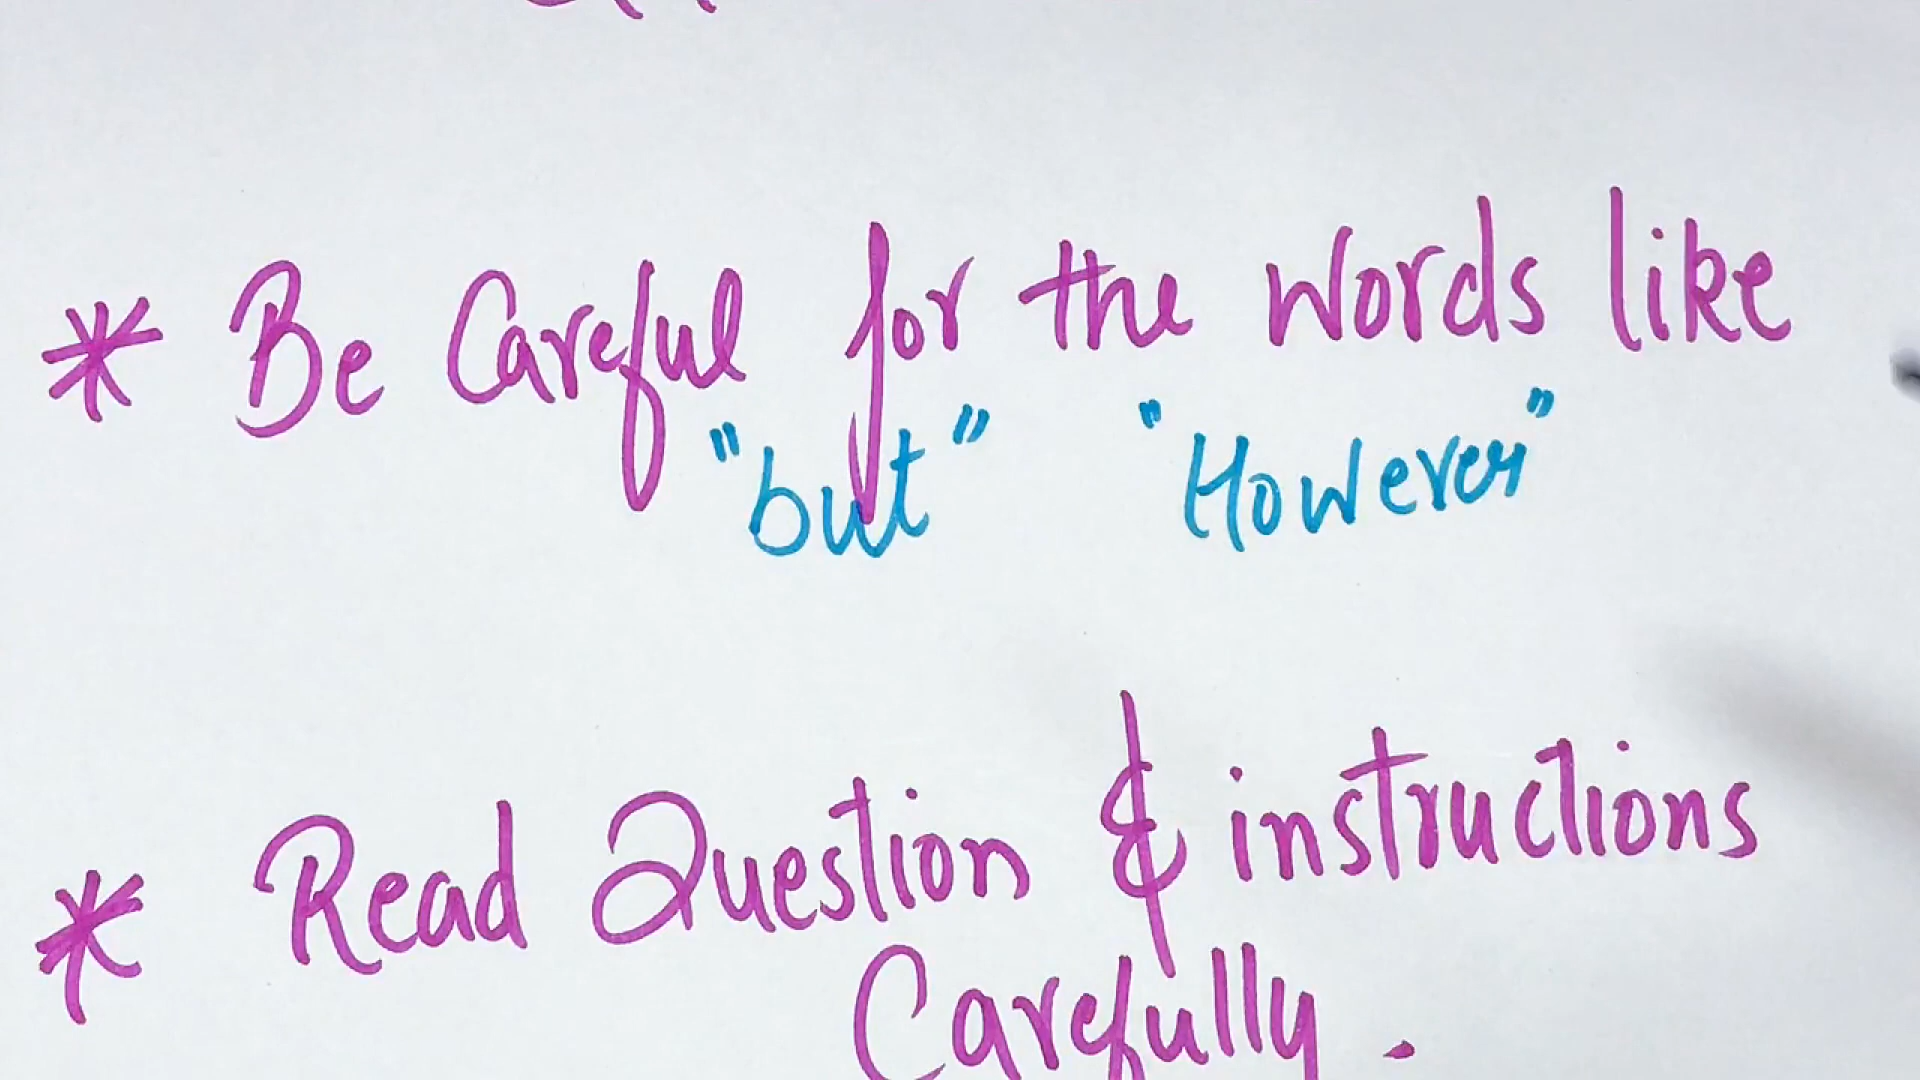 * Be Careful for the words like
"but" "However"
* Read Question & instructions
Carefully.